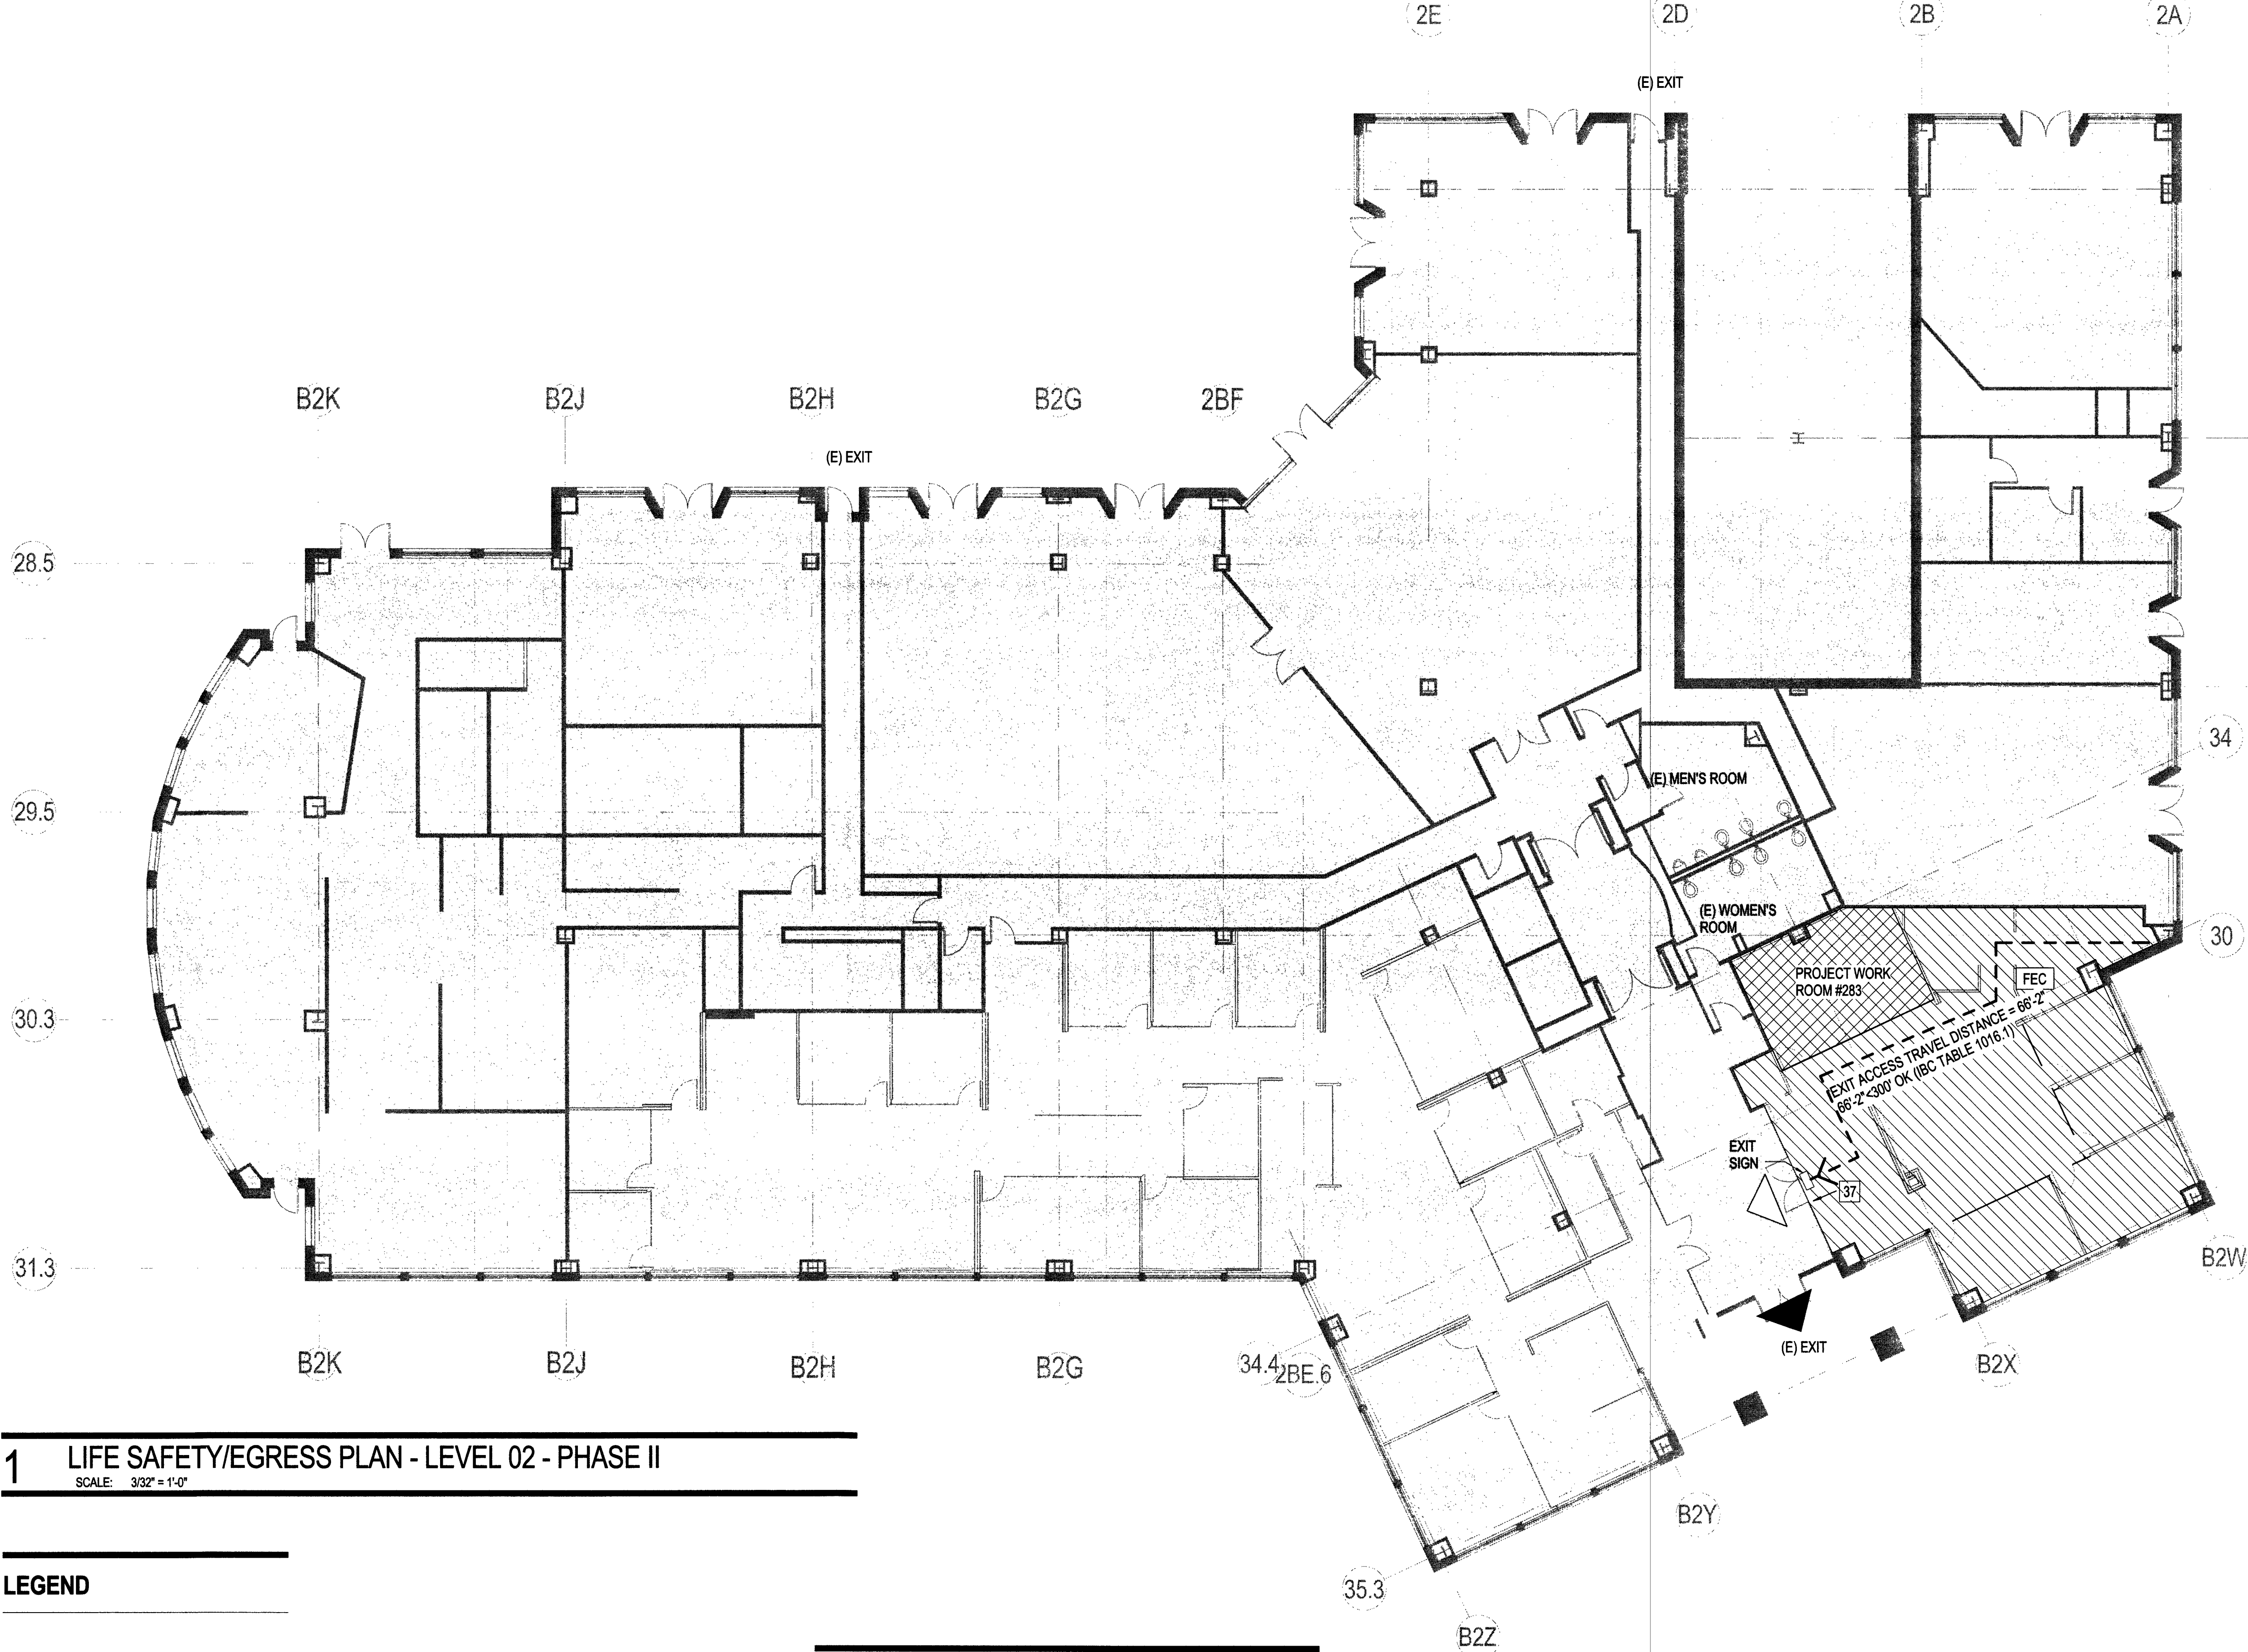 2E
2D
2B
2A
(E) EXIT
B2K
B2J
B2H
B2G
2BF
(E) EXIT
28.5
34
(E) MEN'S ROOM
29.5
(E) WOMEN'S
ROOM
30
PROJECT WORK
ROOM #283
FEC
30.3
EXIT ACCESS TRAVEL DISTANCE = 66'-2"
66'-2"<300' OK (IBC TABLE 1016.1)
EXIT
SIGN
37
31.3
B2W
(E) EXIT
B2K
B2J
B2H
B2G
34.4
2BE.6
B2X
1
LIFE SAFETY/EGRESS PLAN - LEVEL 02 - PHASE II
SCALE: 3/32" = 1'-0"
B2Y
LEGEND
35.3
B2Z